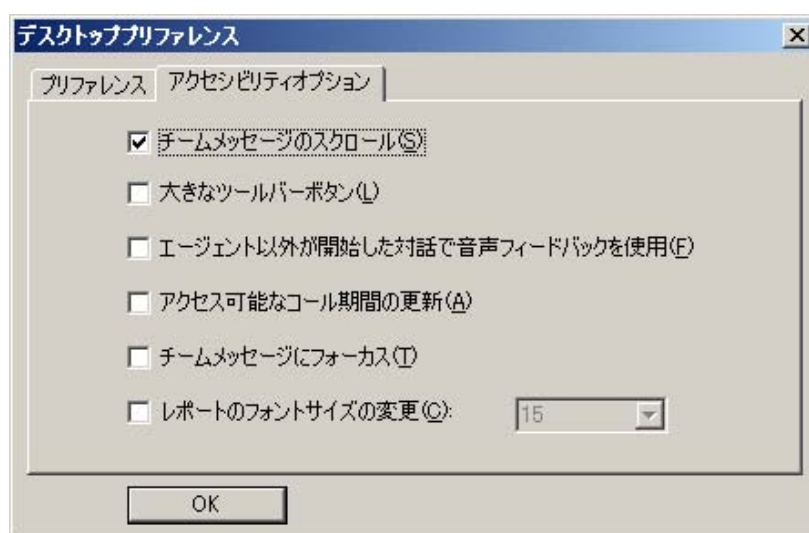 デスクトッププリファレンス
プリファレンス アクセシビリティオプション
チームメッセージのスクロール(S)
大きなツールバーボタン(L)
エージェント以外が開始した対話で音声フィードバックを使用(F)
アクセス可能なコール期間の更新(A)
チームメッセージにフォーカス(T)
レポートのフォントサイズの変更(C): 15
OK